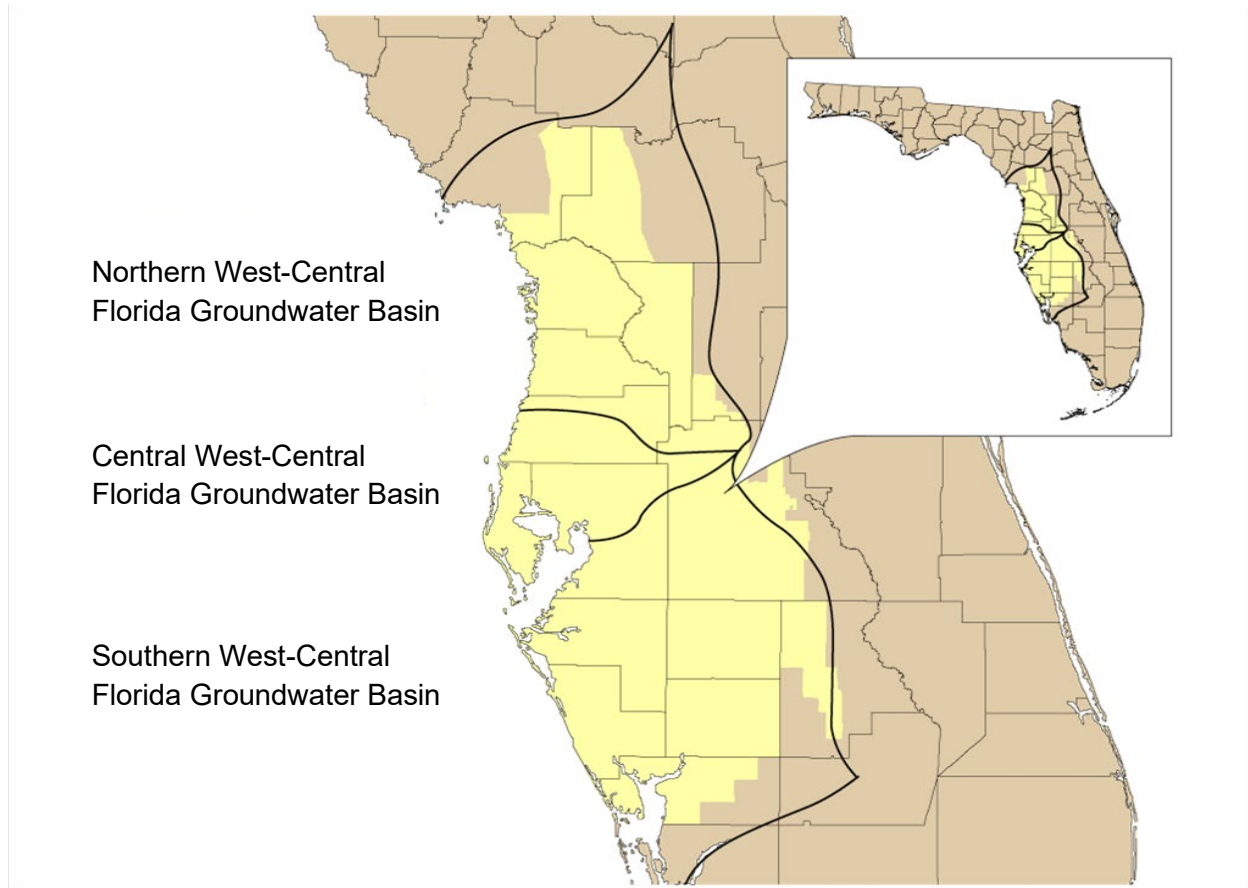 Northern West-Central
Florida Groundwater Basin
Central West-Central
Florida Groundwater Basin
Southern West-Central
Florida Groundwater Basin